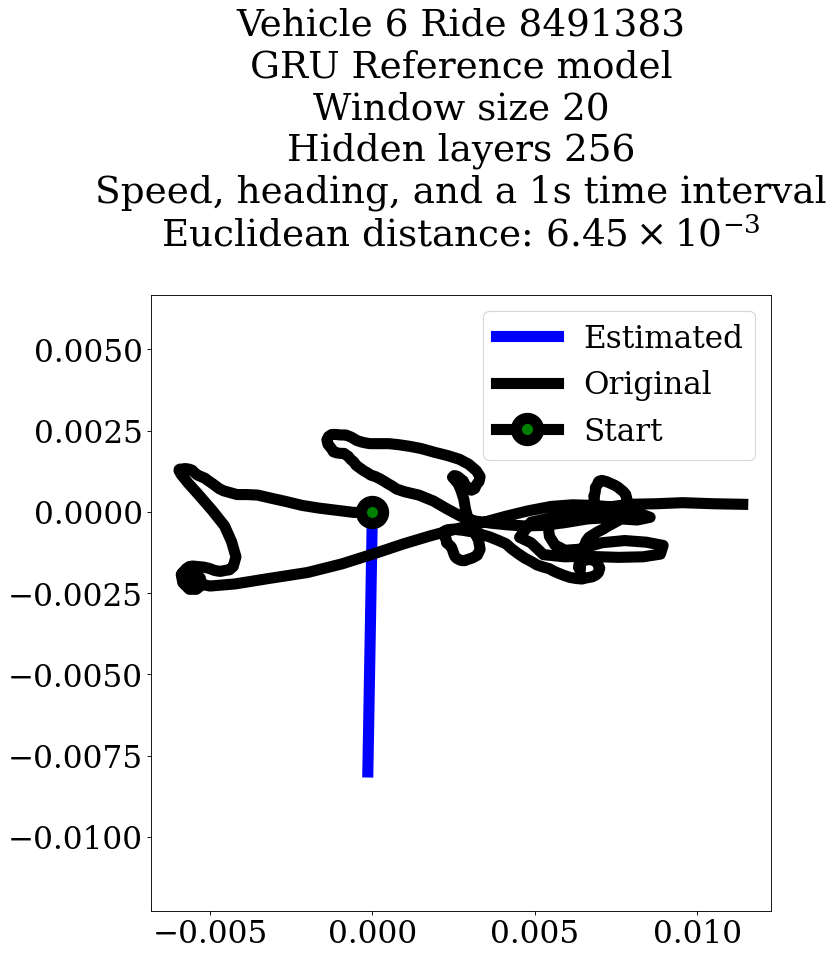 Vehicle 6 Ride 8491383
GRU Reference model
Window size 20
Hidden layers 256
Speed, heading, and a 1s time interval
Euclidean distance: 6.45 × 10⁻³
Estimated
Original
Start
0.0050
0.0025
0.0000
−0.0025
−0.0050
−0.0075
−0.0100
−0.005 0.000 0.005 0.010